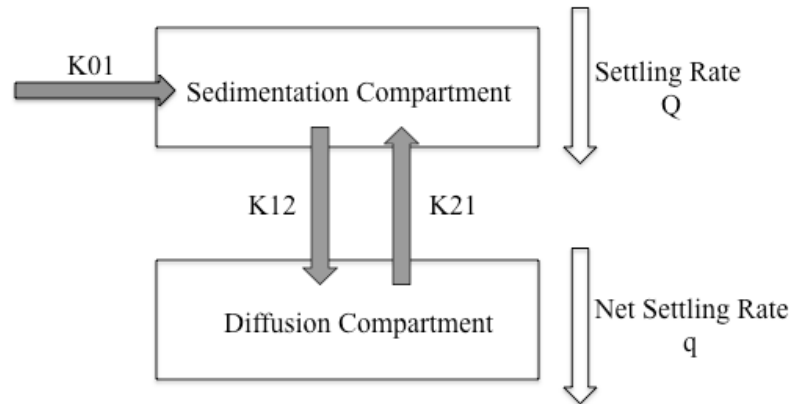 K01
Sedimentation Compartment
Settling Rate
Q
K12
K21
Diffusion Compartment
Net Settling Rate
q